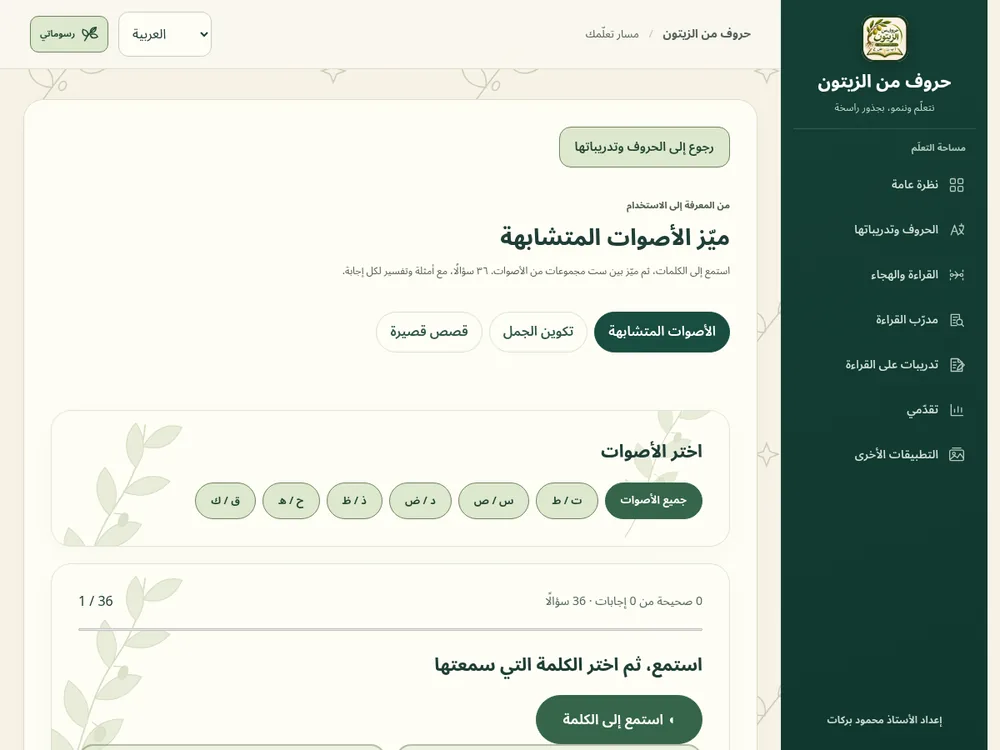 حروف من الزيتون
نتعلّم وننمو، بجذور راسخة
مساحة التعلّم
نظرة عامة
الحروف وتدريباتها
القراءة والهجاء
مدرّب القراءة
تدريبات على القراءة
تقدّمي
التطبيقات الأخرى
إعداد الأستاذ محمود بركات
حروف من الزيتون / مسار تعلّمك
العربية
رسوماتي
رجوع إلى الحروف وتدريباتها
من المعرفة إلى الاستخدام
ميّز الأصوات المتشابهة
استمع إلى الكلمات، ثم ميّز بين ست مجموعات من الأصوات. ٣٦ سؤالًا، مع أمثلة وتفسير لكل إجابة.
الأصوات المتشابهة
تكوين الجمل
قصص قصيرة
اختر الأصوات
جميع الأصوات
ت / ط
س / ص
د / ض
ذ / ظ
ح / هـ
ق / ك
0 صحيحة من 0 إجابات · 36 سؤالًا
1 / 36
استمع، ثم اختر الكلمة التي سمعتها
استمع إلى الكلمة